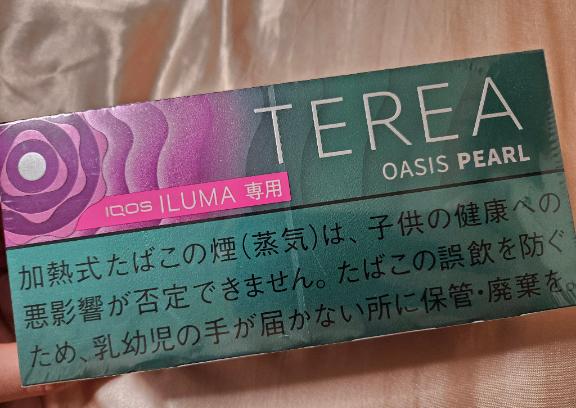 TEREA
OASIS PEARL
IQOS ILUMA 専用
加熱式たばこの煙(蒸気)は、子供の健康への
悪影響が否定できません。たばこの誤飲を防ぐ
ため、乳幼児の手が届かない所に保管・廃棄を。